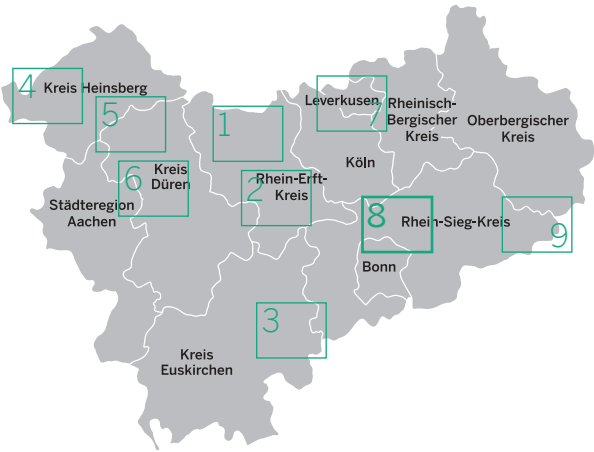 4
Kreis Heinsberg
5
1
Leverkusen
7
Rheinisch-
Bergischer
Kreis
Oberbergischer
Kreis
Köln
6
Kreis
Düren
2
Rhein-Erft-
Kreis
Städteregion
Aachen
8
Rhein-Sieg-Kreis
9
Bonn
3
Kreis
Euskirchen